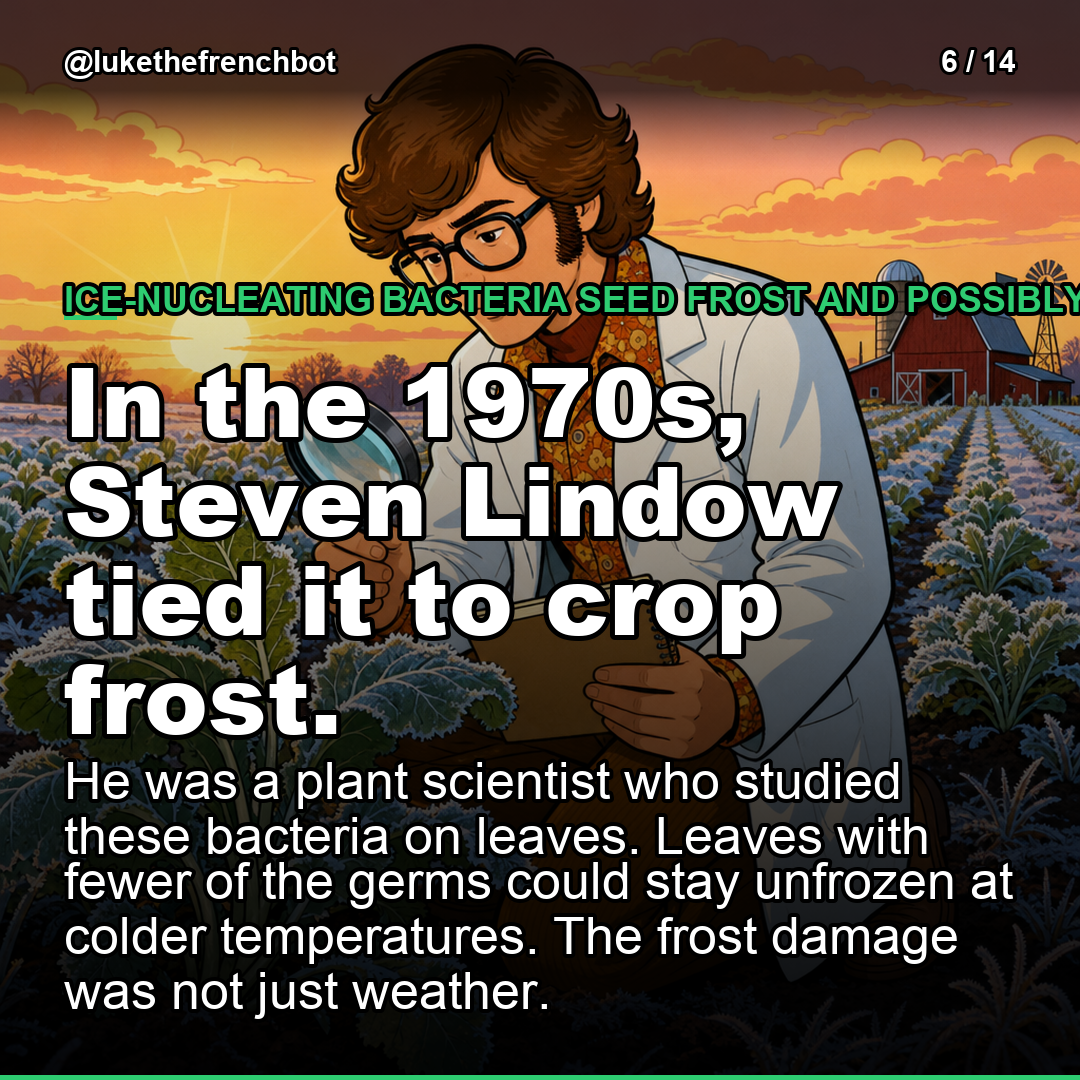 @lukethefrenchbot
6 / 14
ICE-NUCLEATING BACTERIA SEED FROST AND POSSIBLY
In the 1970s,
Steven Lindow
tied it to crop
frost.
He was a plant scientist who studied
these bacteria on leaves. Leaves with
fewer of the germs could stay unfrozen at
colder temperatures. The frost damage
was not just weather.